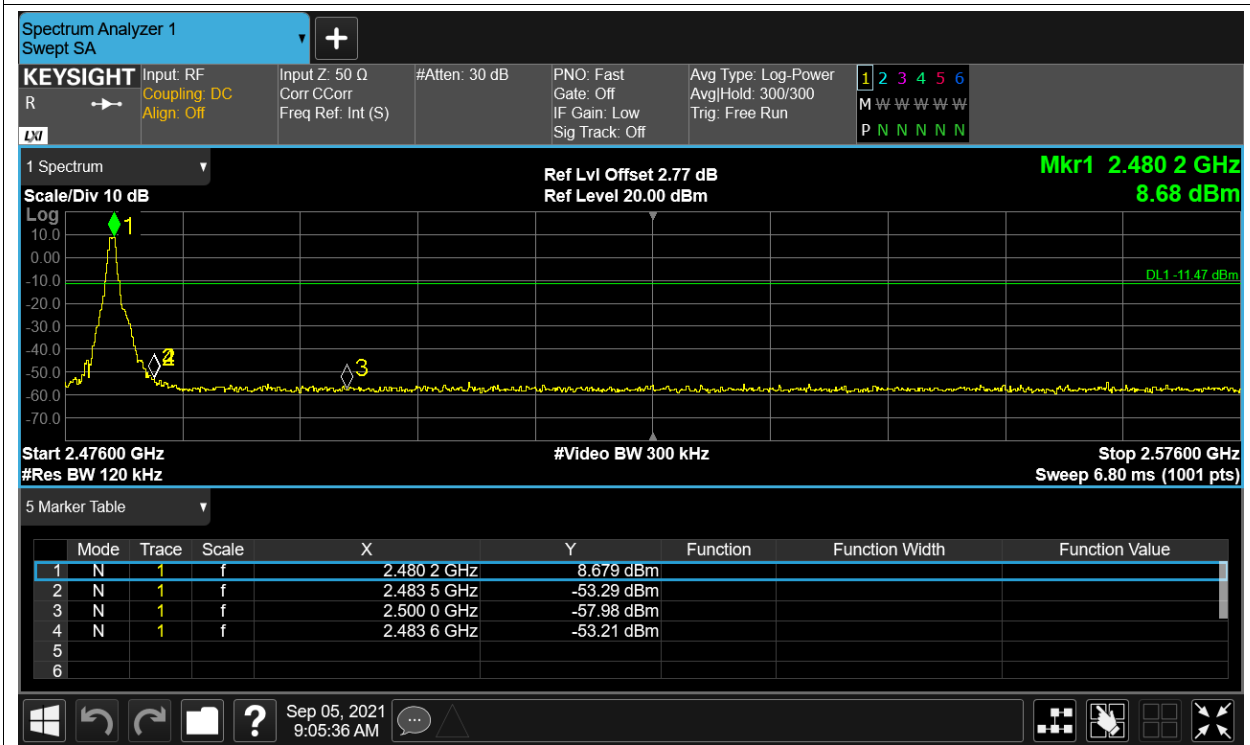 Spectrum Analyzer 1
Swept SA
KEYSIGHT Input: RF Input Z: 50 Ω #Atten: 30 dB PNO: Fast Avg Type: Log-Power 1 2 3 4 5 6
R Coupling: DC Corr CCorr Gate: Off Avg|Hold: 300/300 M W W W W W
Align: Off Freq Ref: Int (S) IF Gain: Low Trig: Free Run
LXI Sig Track: Off P N N N N N
1 Spectrum Ref Lvl Offset 2.77 dB Mkr1 2.480 2 GHz
Scale/Div 10 dB Ref Level 20.00 dBm 8.68 dBm
Log
1
10.0
0.00
DL1 -11.47 dBm
-10.0
-20.0
-30.0
-40.0
2
3
-50.0
-60.0
-70.0
Start 2.47600 GHz #Video BW 300 kHz Stop 2.57600 GHz
#Res BW 120 kHz Sweep 6.80 ms (1001 pts)
5 Marker Table
Mode Trace Scale X Y Function Function Width Function Value
1 N 1 f 2.480 2 GHz 8.679 dBm
2 N 1 f 2.483 5 GHz -53.29 dBm
3 N 1 f 2.500 0 GHz -57.98 dBm
4 N 1 f 2.483 6 GHz -53.21 dBm
5
6
? Sep 05, 2021
9:05:36 AM